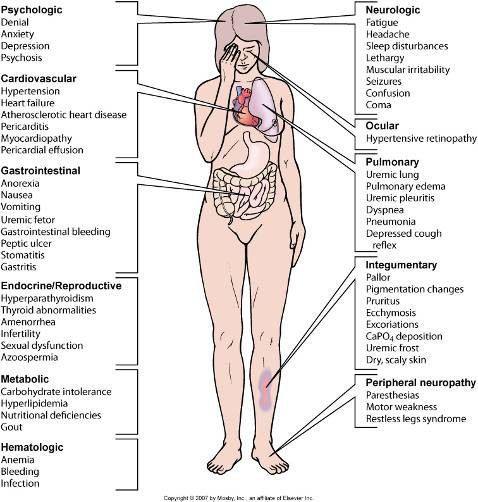 Psychologic
Denial
Anxiety
Depression
Psychosis
Cardiovascular
Hypertension
Heart failure
Atherosclerotic heart disease
Pericarditis
Myocardiopathy
Pericardial effusion
Gastrointestinal
Anorexia
Nausea
Vomiting
Uremic fetor
Gastrointestinal bleeding
Peptic ulcer
Stomatitis
Gastritis
Endocrine/Reproductive
Hyperparathyroidism
Thyroid abnormalities
Amenorrhea
Infertility
Sexual dysfunction
Azoospermia
Metabolic
Carbohydrate intolerance
Hyperlipidemia
Nutritional deficiencies
Gout
Hematologic
Anemia
Bleeding
Infection
Neurologic
Fatigue
Headache
Sleep disturbances
Lethargy
Muscular irritability
Seizures
Confusion
Coma
Ocular
Hypertensive retinopathy
Pulmonary
Uremic lung
Pulmonary edema
Uremic pleuritis
Dyspnea
Pneumonia
Depressed cough
reflex
Integumentary
Pallor
Pigmentation changes
Pruritus
Ecchymosis
Excoriations
CaPO₄ deposition
Uremic frost
Dry, scaly skin
Peripheral neuropathy
Paresthesias
Motor weakness
Restless legs syndrome
Copyright © 2007 by Mosby, Inc., an affiliate of Elsevier Inc.